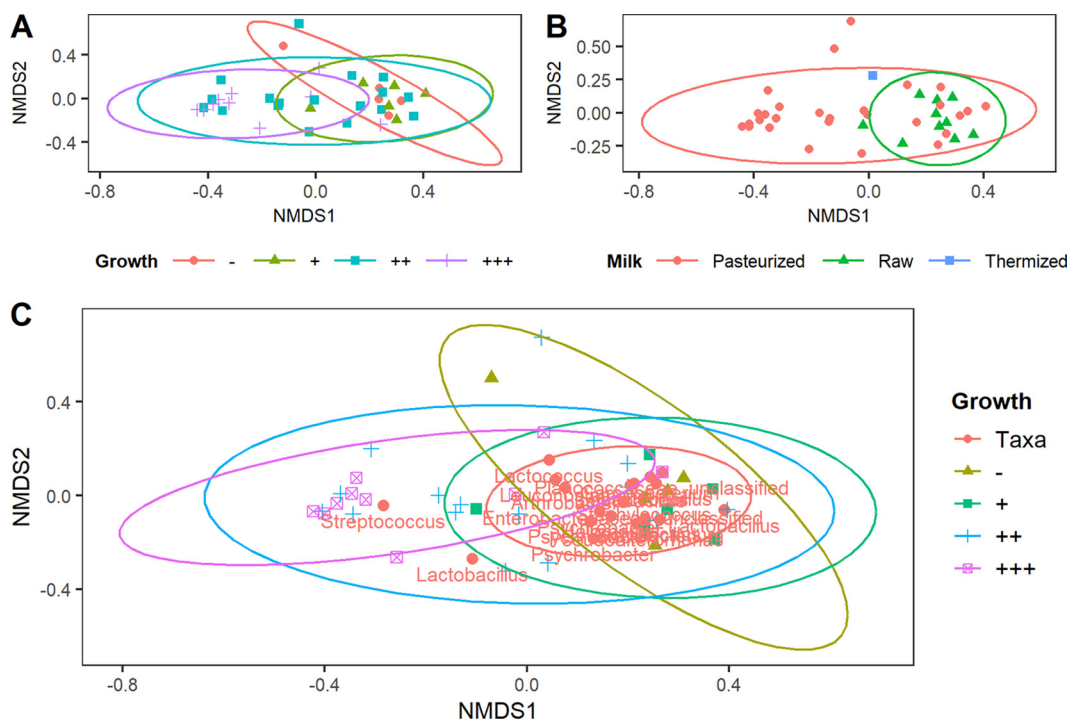 A
NMDS2
0.4
0.0
-0.4
-0.8
-0.4
0.0
0.4
NMDS1
Growth - + ++ +++
B
NMDS2
0.50
0.25
0.00
-0.25
-0.8
-0.4
0.0
0.4
NMDS1
Milk Pasteurized Raw Thermized
C
NMDS2
0.4
0.0
-0.4
Lactococcus
Streptococcus
Psychrobacter
Lactobacillus
Lactobacillus
-0.8
-0.4
0.0
0.4
NMDS1
Growth
Taxa
-
+
++
+++